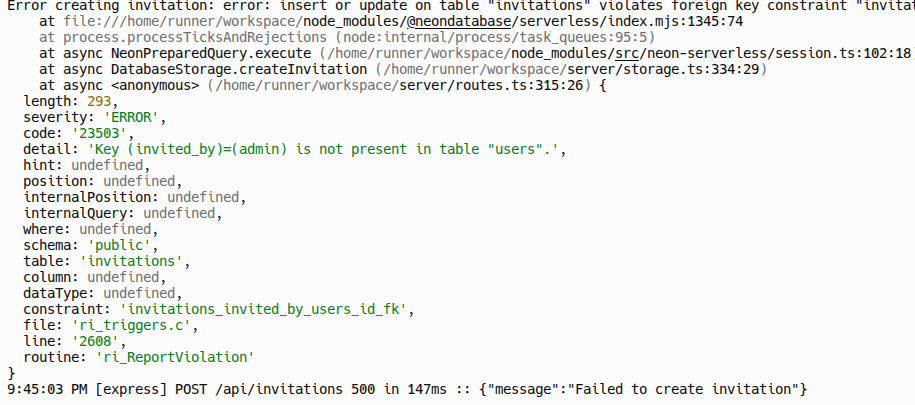 Error creating invitation: error: insert or update on table "invitations" violates foreign key constraint "invitat
at file:///home/runner/workspace/node_modules/@neondatabase/serverless/index.mjs:1345:74
at process.processTicksAndRejections (node:internal/process/task_queues:95:5)
at async NeonPreparedQuery.execute (/home/runner/workspace/node_modules/src/neon-serverless/session.ts:102:18
at async DatabaseStorage.createInvitation (/home/runner/workspace/server/storage.ts:334:29)
at async <anonymous> (/home/runner/workspace/server/routes.ts:315:26) {
length: 293,
severity: 'ERROR',
code: '23503',
detail: 'Key (invited_by)=(admin) is not present in table "users".',
hint: undefined,
position: undefined,
internalPosition: undefined,
internalQuery: undefined,
where: undefined,
schema: 'public',
table: 'invitations',
column: undefined,
dataType: undefined,
constraint: 'invitations_invited_by_users_id_fk',
file: 'ri_triggers.c',
line: '2608',
routine: 'ri_ReportViolation'
}
9:45:03 PM [express] POST /api/invitations 500 in 147ms :: {"message":"Failed to create invitation"}